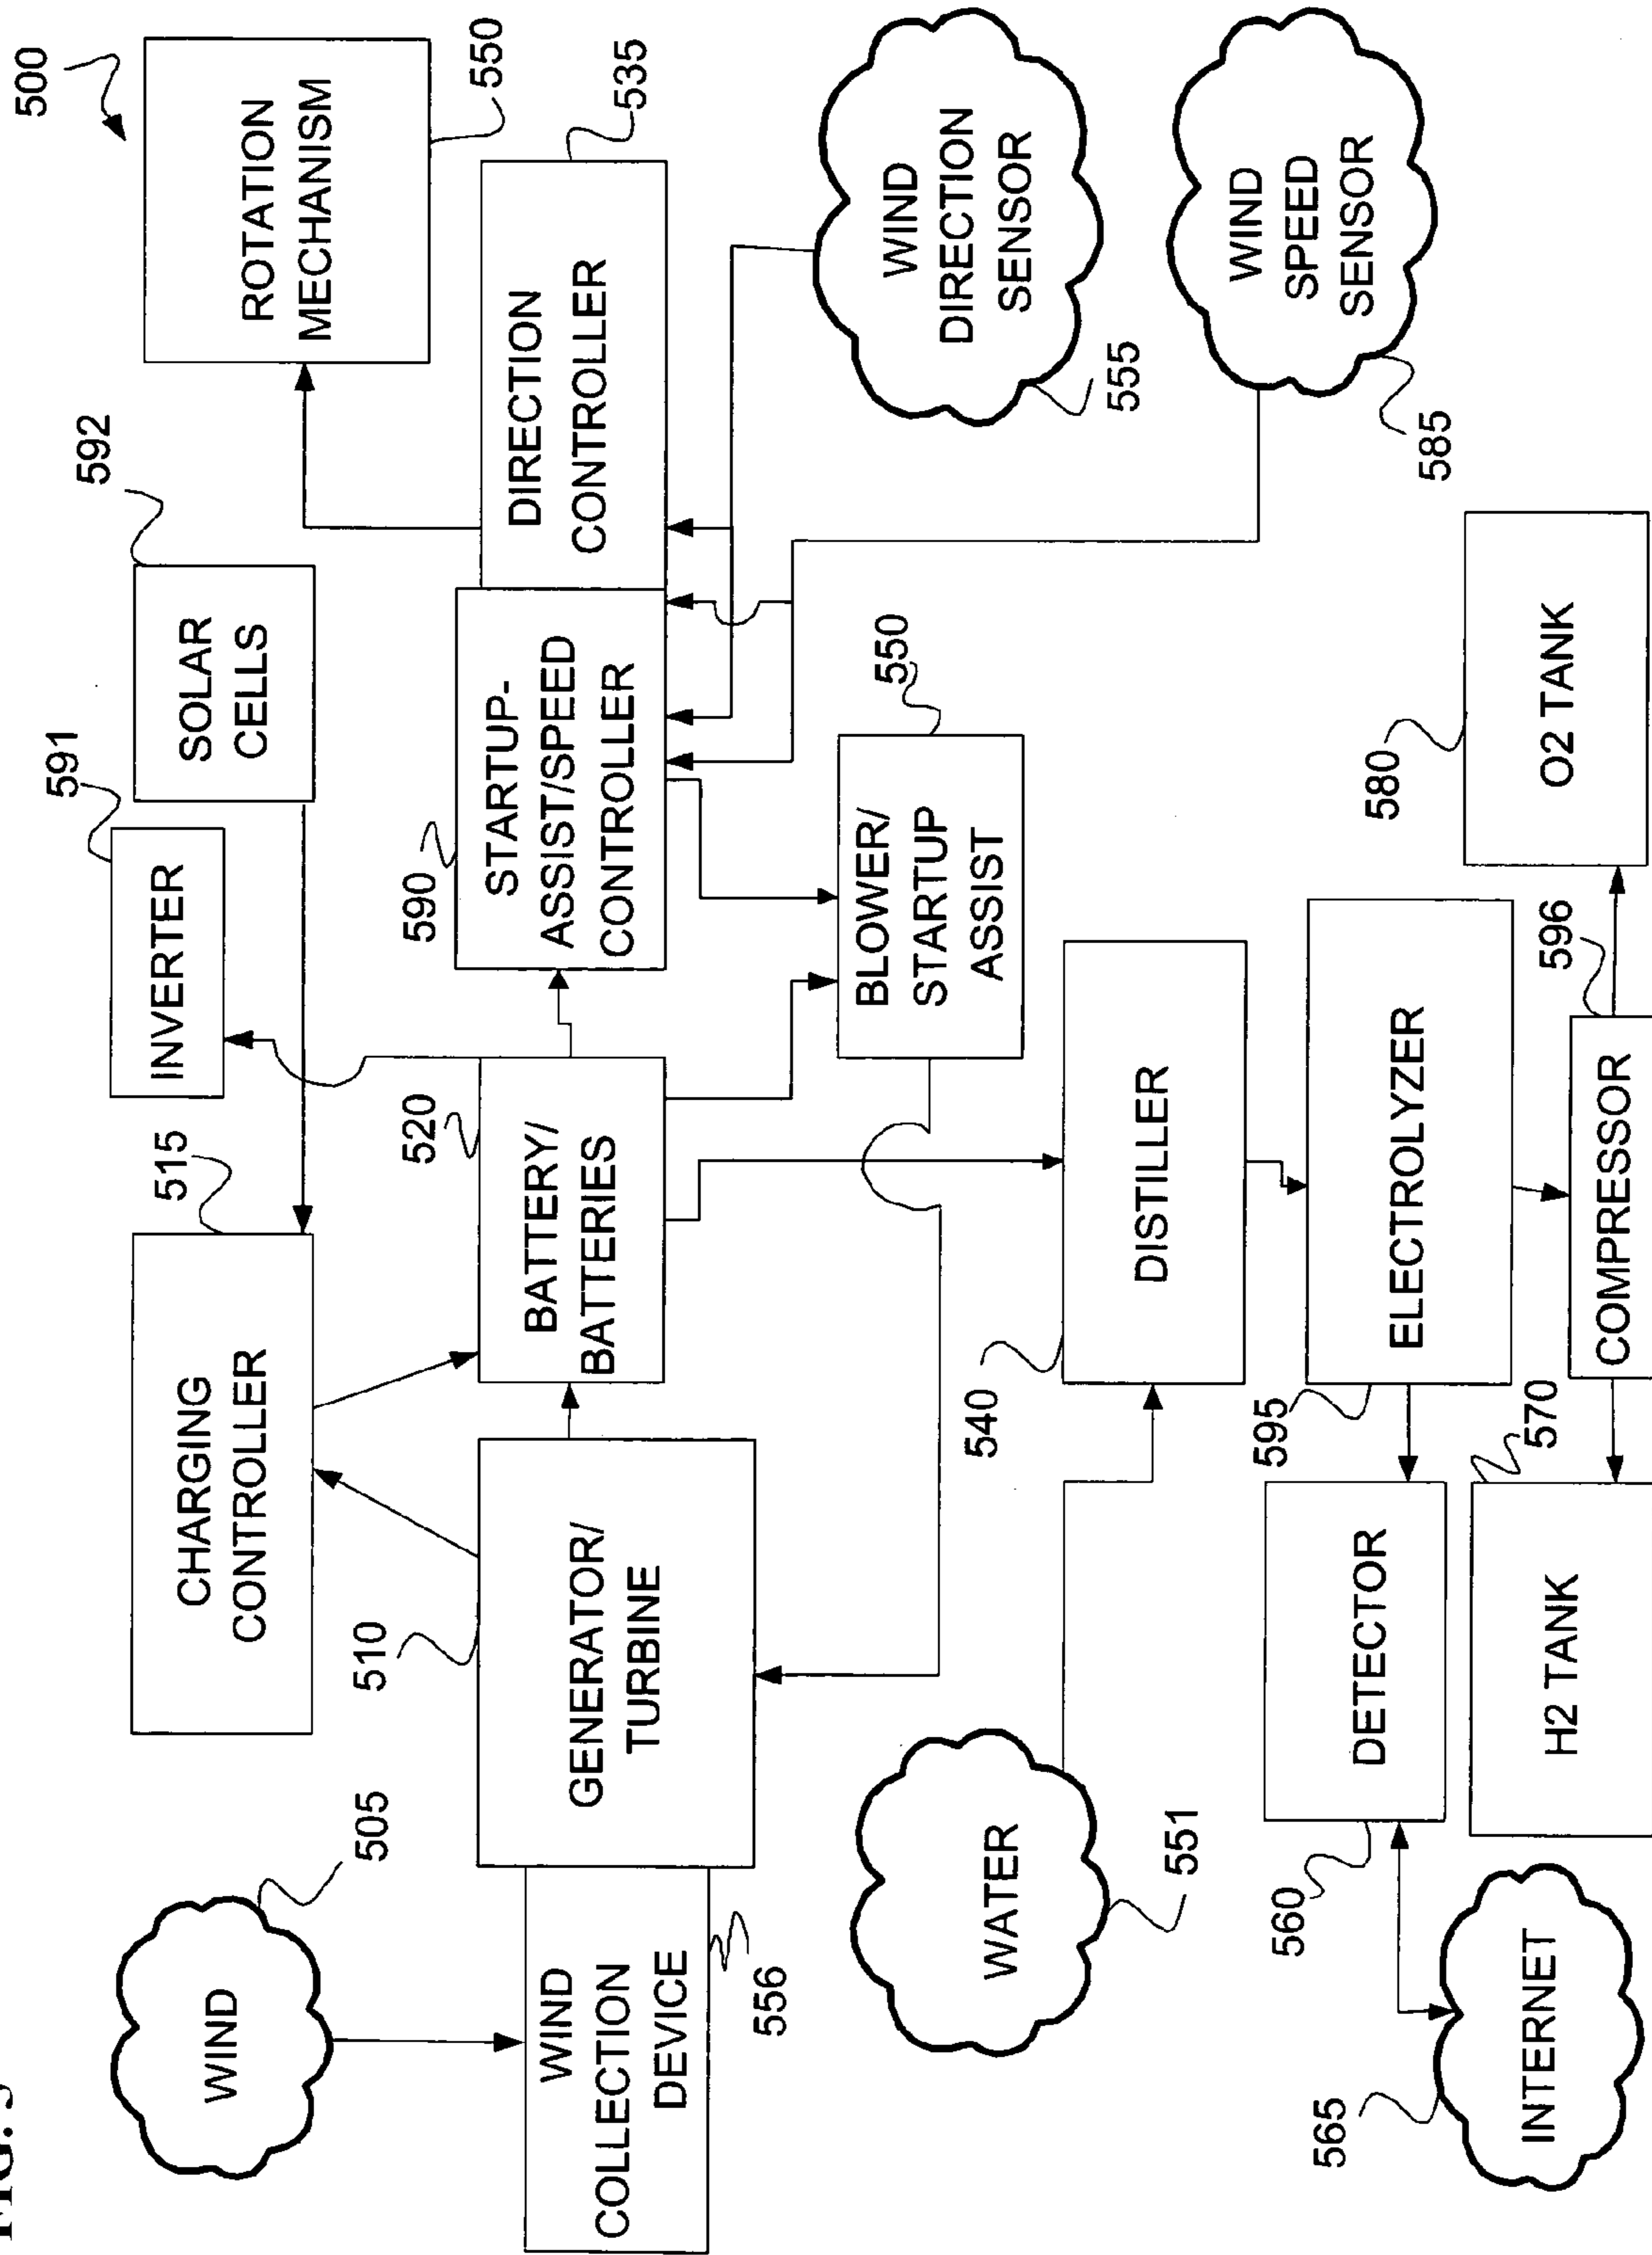 FIG. 5
500
WIND
505
CHARGING
CONTROLLER
515
INVERTER
591
SOLAR
CELLS
592
ROTATION
MECHANISM
550
WIND
COLLECTION
DEVICE
556
GENERATOR/
TURBINE
510
BATTERY/
BATTERIES
520
STARTUP-
ASSIST/SPEED
CONTROLLER
590
DIRECTION
CONTROLLER
535
WATER
551
BLOWER/
STARTUP
ASSIST
550
WIND
DIRECTION
SENSOR
555
DISTILLER
540
WIND
SPEED
SENSOR
585
DETECTOR
560
ELECTROLYZER
595
INTERNET
565
H2 TANK
570
COMPRESSOR
596
O2 TANK
580